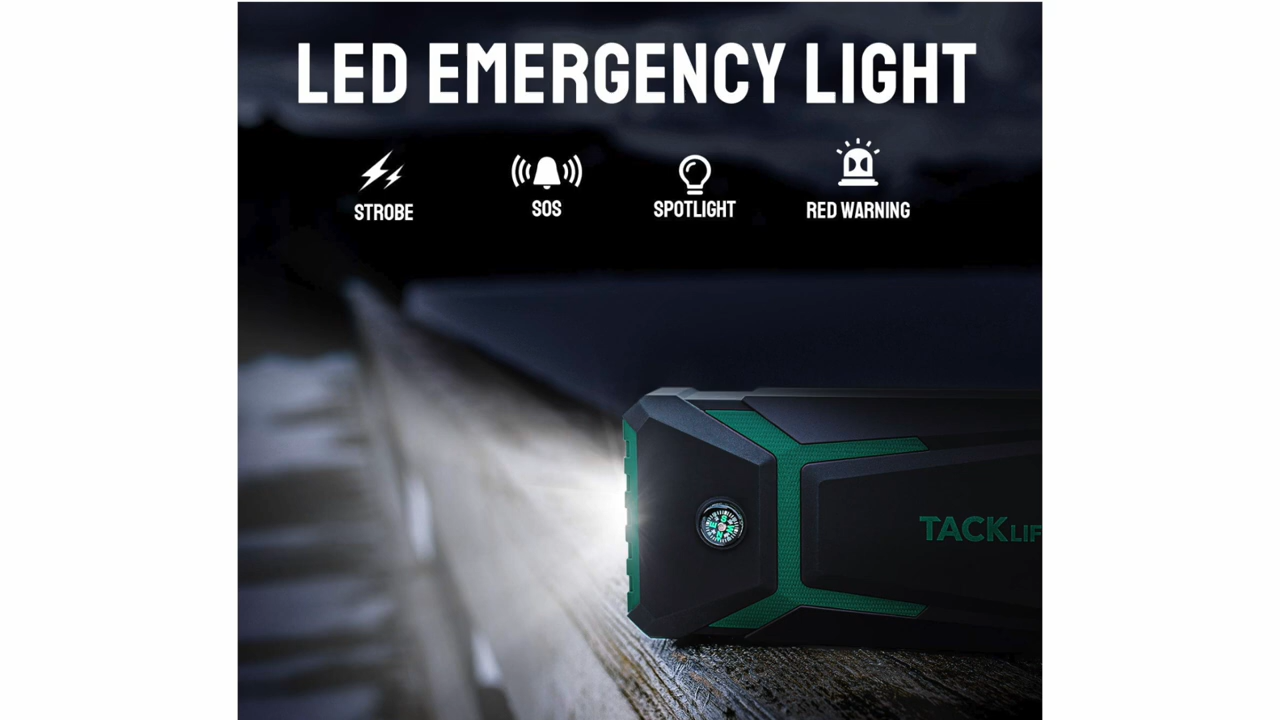 LED EMERGENCY LIGHT
STROBE
SOS
SPOTLIGHT
RED WARNING
TACKLIF